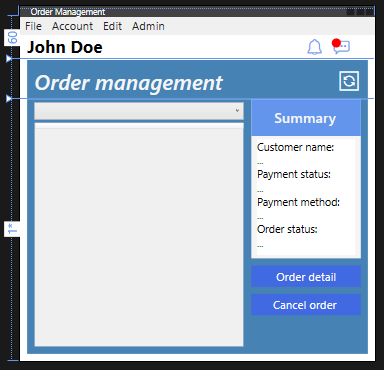 Order Management
File Account Edit Admin
60
John Doe
Order management
Summary
Customer name:
...
Payment status:
...
Payment method:
...
Order status:
...
1*
Order detail
Cancel order